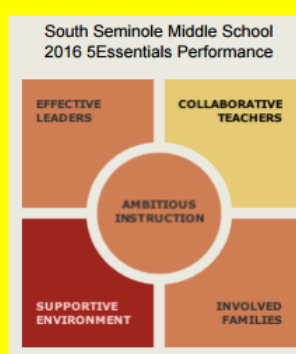 South Seminole Middle School
2016 5Essentials Performance
EFFECTIVE
LEADERS
COLLABORATIVE
TEACHERS
AMBITIOUS
INSTRUCTION
SUPPORTIVE
ENVIRONMENT
INVOLVED
FAMILIES